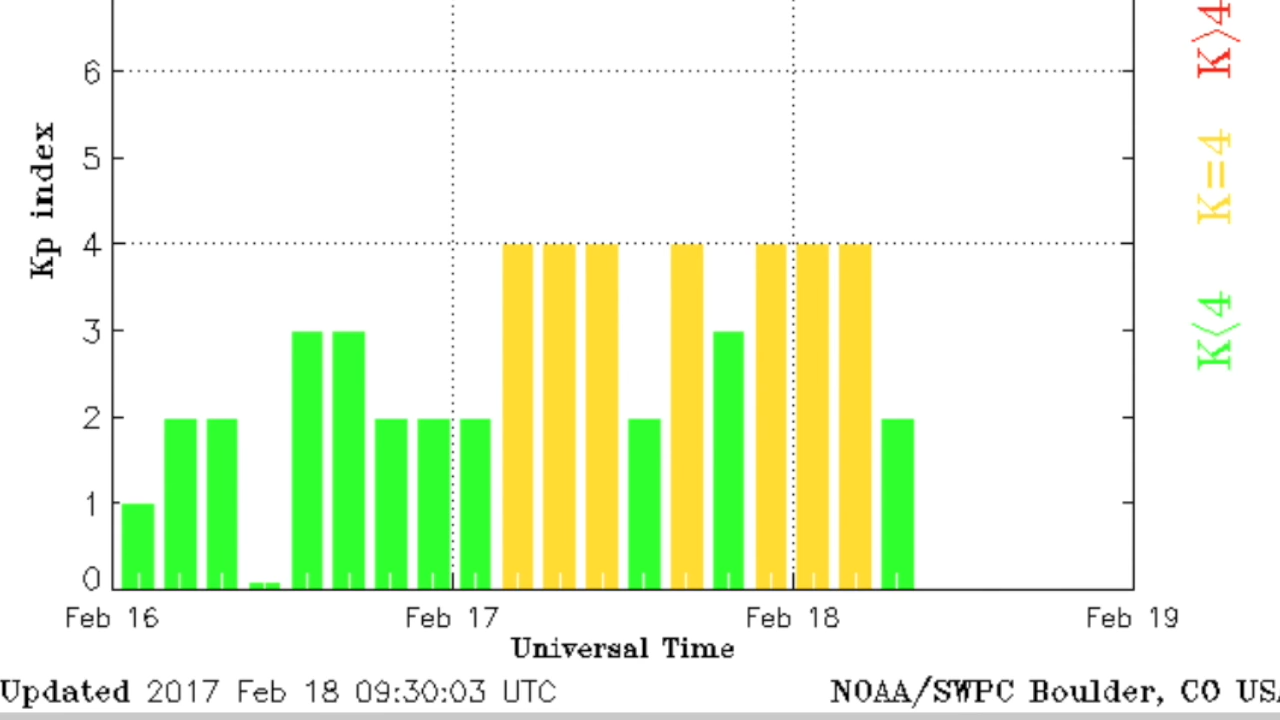 K>4
6
5
K=4
4
Kp index
3
K<4
2
1
0
Feb 16 Feb 17 Feb 18 Feb 19
Universal Time
Updated 2017 Feb 18 09:30:03 UTC NOAA/SWPC Boulder, CO USA